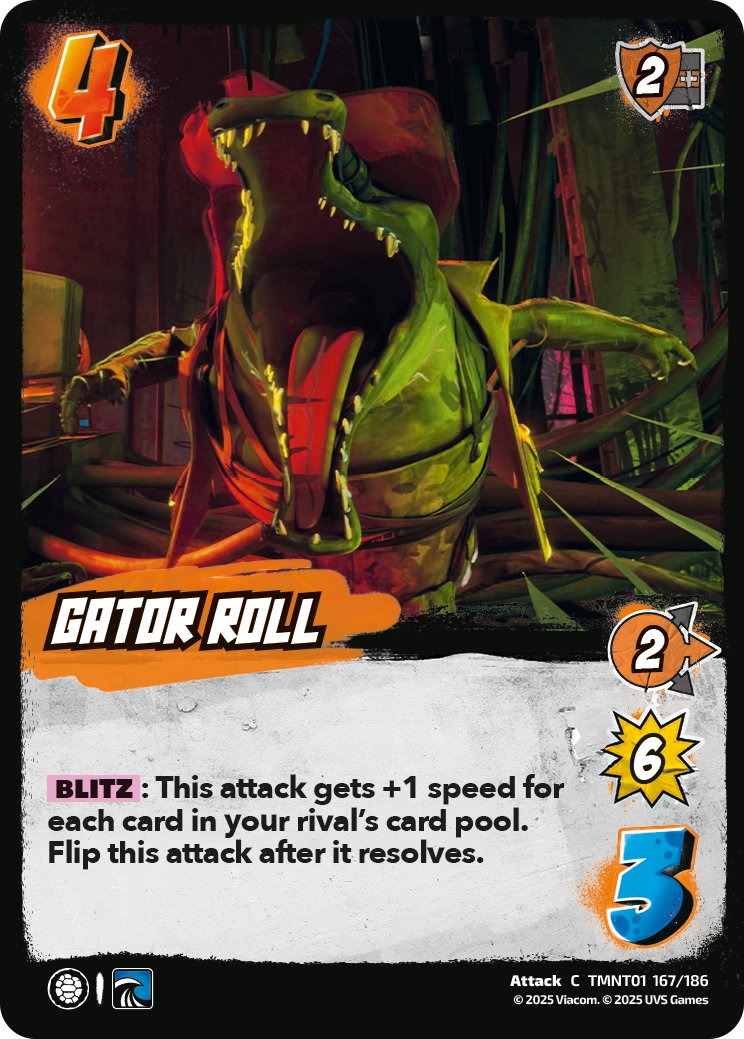 4
2
GATOR ROLL
2
6
BLITZ : This attack gets +1 speed for
each card in your rival's card pool.
Flip this attack after it resolves.
3
Attack C TMNT01 167/186
© 2025 Viacom. © 2025 UVS Games